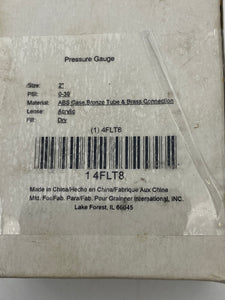 Pressure Gauge
Size: 2"
PSI: 0-30
Material: ABS Case, Bronze Tube & Brass Connection
Lense: Acrylic
Fill: Dry
(1) 4FLT8
1 4FLT8.
Made in China/Hecho en China/Fabrique Aux Chine
Mfd. For/Fab. Para/Fab. Pour Grainger International, INC.
Lake Forest, IL 60045